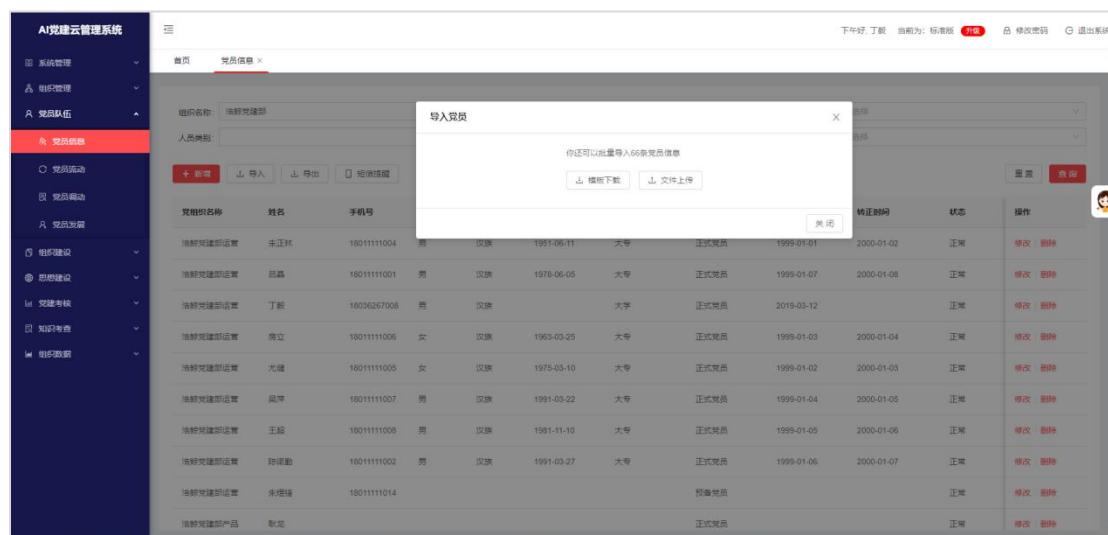 AI党建云管理系统
下午好, 丁毅 当前为: 标准版 升级 修改密码 退出系统
系统管理
首页 党员信息 ×
组织管理
党员队伍
组织名称: 浩鲸党建部
导入党员
人员类别:
党员信息
你还可以批量导入66条党员信息
党员流动
+ 新增 导入 导出 短信提醒 模板下载 文件上传 重置 查询
党员调动
关闭
党员发展
党组织名称 姓名 手机号 转正时间 状态 操作
浩鲸党建部运营 朱正林 18011111004 男 汉族 1951-06-11 大专 正式党员 1999-01-01 2000-01-02 正常 修改 删除
组织建设
浩鲸党建部运营 吕磊 18011111001 男 汉族 1978-06-05 大专 正式党员 1999-01-07 2000-01-08 正常 修改 删除
思想建设
党建考核
浩鲸党建部运营 丁毅 18036267008 男 汉族 大学 正式党员 2019-03-12 正常 修改 删除
知识考查
浩鲸党建部运营 房立 18011111006 女 汉族 1963-03-25 大专 正式党员 1999-01-03 2000-01-04 正常 修改 删除
组织数据
浩鲸党建部运营 尤健 18011111005 女 汉族 1975-03-10 大专 正式党员 1999-01-02 2000-01-03 正常 修改 删除
浩鲸党建部运营 18011111007 男 汉族 1991-03-22 大专 正式党员 1999-01-04 2000-01-05 正常 修改 删除
浩鲸党建部运营 王超 18011111008 男 汉族 1981-11-10 大专 正式党员 1999-01-05 2000-01-06 正常 修改 删除
浩鲸党建部运营 18011111002 男 汉族 1991-03-27 大专 正式党员 1999-01-06 2000-01-07 正常 修改 删除
浩鲸党建部运营 18011111014 预备党员 正常 修改 删除
浩鲸党建部产品 耿龙 正式党员 正常 修改 删除